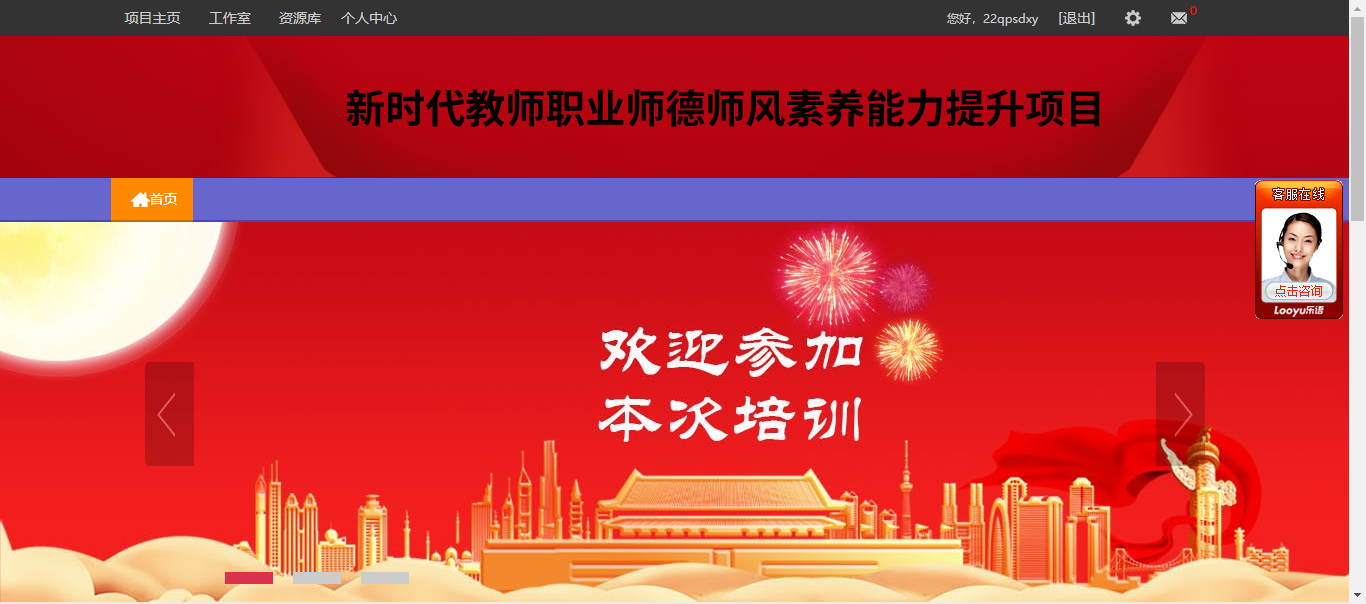 项目主页 工作室 资源库 个人中心 您好，22qpsdxy [退出] 0
新时代教师职业师德师风素养能力提升项目
首页
客服在线
点击咨询
Looyu乐语
欢迎参加
本次培训